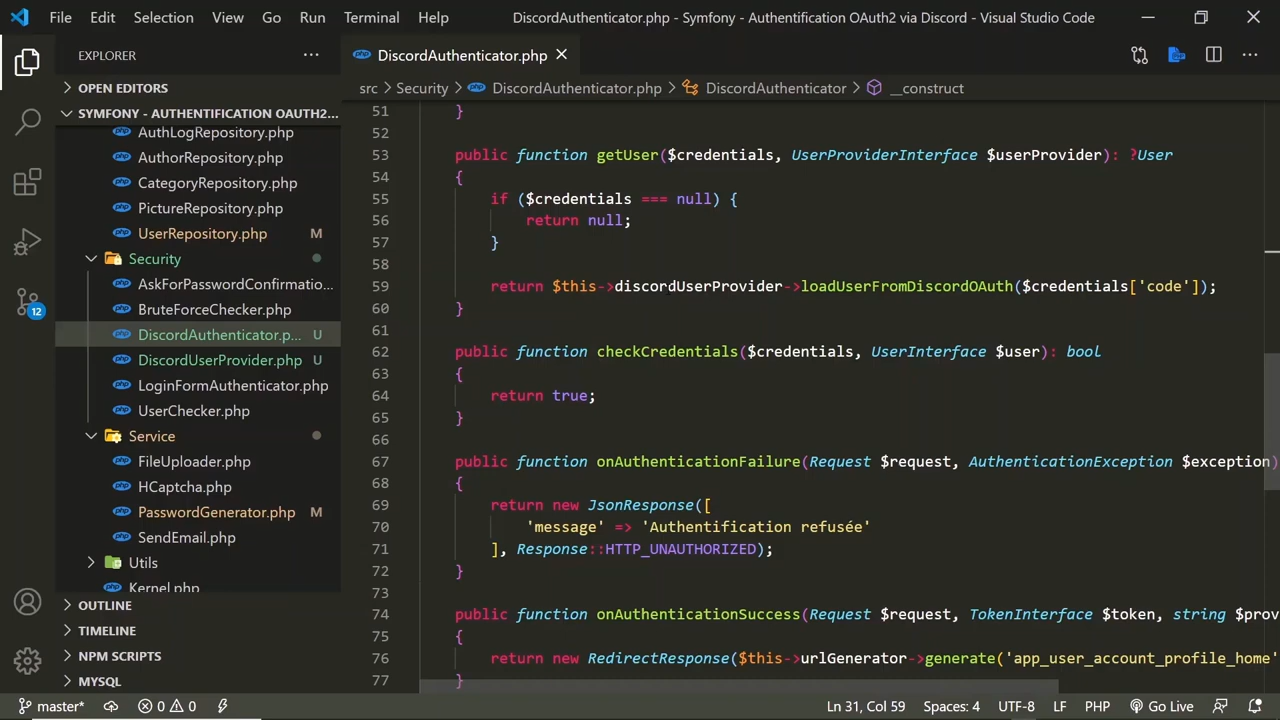 File Edit Selection View Go Run Terminal Help DiscordAuthenticator.php - Symfony - Authentification OAuth2 via Discord - Visual Studio Code
EXPLORER
OPEN EDITORS
SYMFONY - AUTHENTIFICATION OAUTH2...
AuthLogRepository.php
AuthorRepository.php
CategoryRepository.php
PictureRepository.php
UserRepository.php M
Security
AskForPasswordConfirmatio...
BruteForceChecker.php
DiscordAuthenticator.p... U
DiscordUserProvider.php U
LoginFormAuthenticator.php
UserChecker.php
Service
FileUploader.php
HCaptcha.php
PasswordGenerator.php M
SendEmail.php
Utils
Kernel.php
OUTLINE
TIMELINE
NPM SCRIPTS
MYSQL
12
DiscordAuthenticator.php
src > Security > DiscordAuthenticator.php > DiscordAuthenticator > __construct
51 }
52
53 public function getUser($credentials, UserProviderInterface $userProvider): ?User
54 {
55 if ($credentials === null) {
56 return null;
57 }
58
59 return $this->discordUserProvider->loadUserFromDiscordOAuth($credentials['code']);
60 }
61
62 public function checkCredentials($credentials, UserInterface $user): bool
63 {
64 return true;
65 }
66
67 public function onAuthenticationFailure(Request $request, AuthenticationException $exception)
68 {
69 return new JsonResponse([
70 'message' => 'Authentification refusée'
71 ], Response::HTTP_UNAUTHORIZED);
72 }
73
74 public function onAuthenticationSuccess(Request $request, TokenInterface $token, string $prov
75 {
76 return new RedirectResponse($this->urlGenerator->generate('app_user_account_profile_home'
77 }
master* 0 0 Ln 31, Col 59 Spaces: 4 UTF-8 LF PHP Go Live